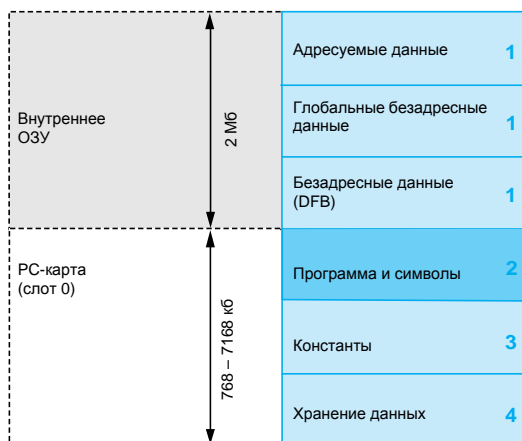 Внутреннее
ОЗУ
2 Мб
Адресуемые данные 1
Глобальные безадресные
данные 1
Безадресные данные
(DFB) 1
PC-карта
(слот 0)
768 – 7168 кб
Программа и символы 2
Константы 3
Хранение данных 4